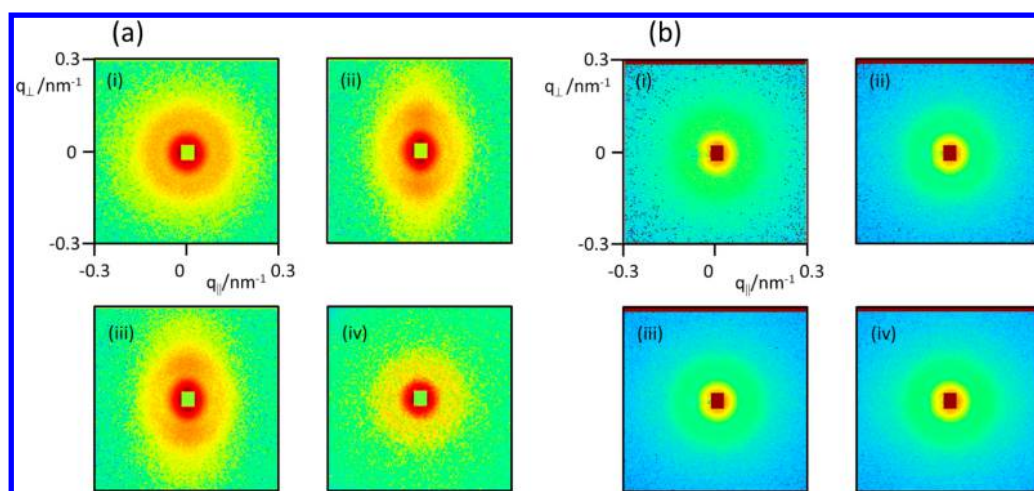 (a) (b)
0.3 (i) (ii) 0.3 (i) (ii)
q⊥ /nm⁻¹ q⊥ /nm⁻¹
0 0
-0.3 -0.3
-0.3 0 0.3 -0.3 0 0.3
q|| /nm⁻¹ q|| /nm⁻¹
(iii) (iv) (iii) (iv)